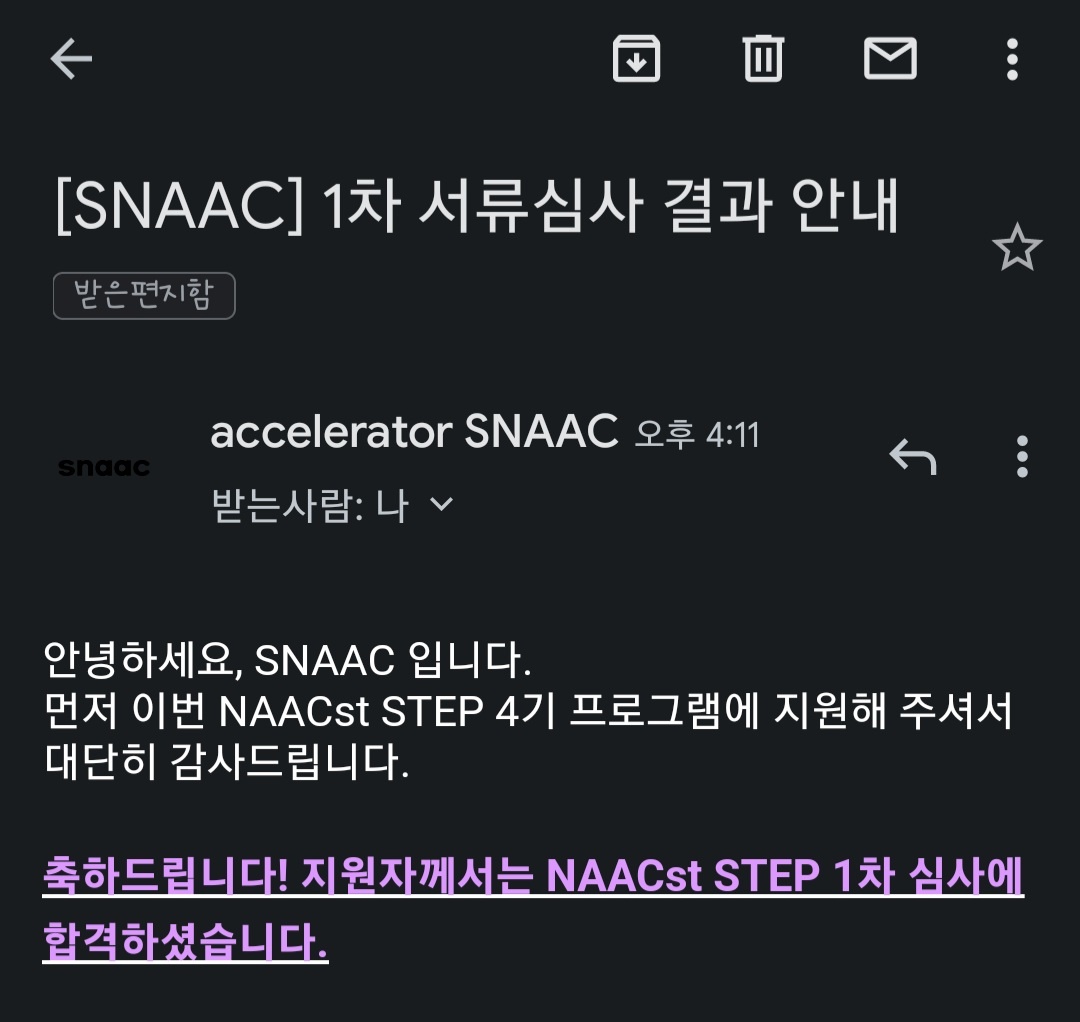 [SNAAC] 1차 서류심사 결과 안내
받은편지함
accelerator SNAAC 오후 4:11
snaac
받는사람: 나
안녕하세요, SNAAC 입니다.
먼저 이번 NAACst STEP 4기 프로그램에 지원해 주셔서
대단히 감사드립니다.
축하드립니다! 지원자께서는 NAACst STEP 1차 심사에
합격하셨습니다.